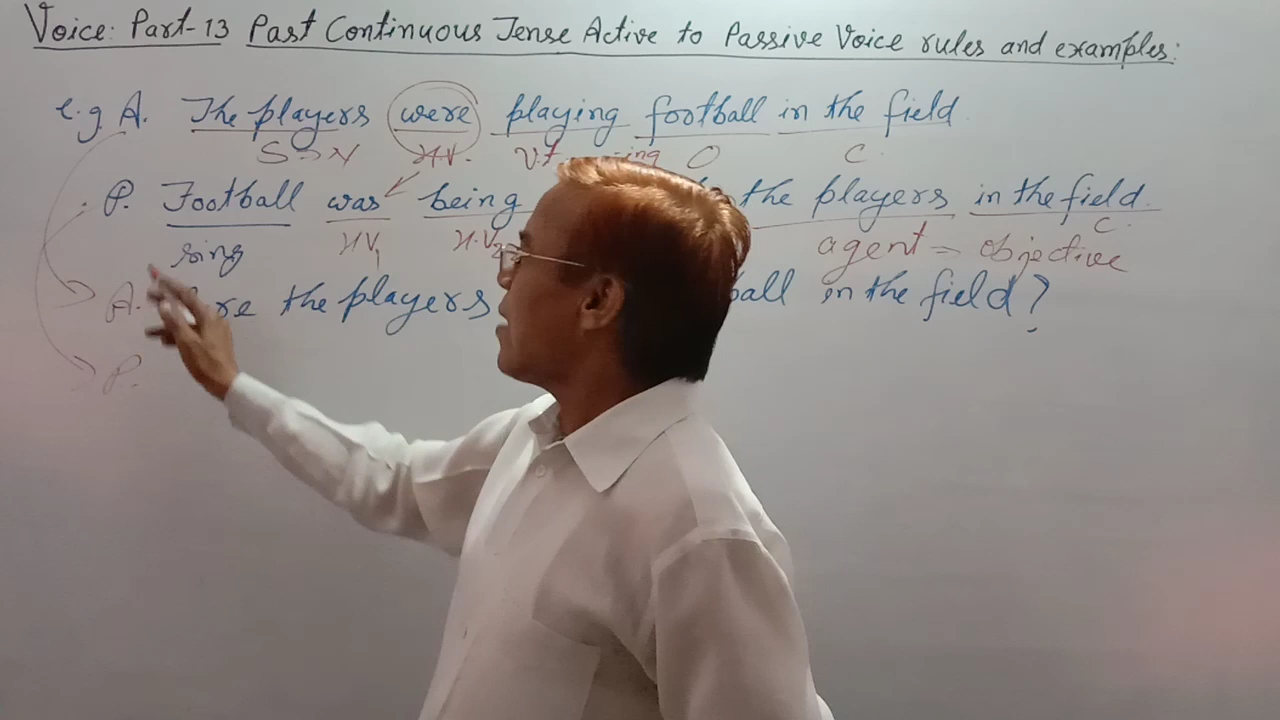 Voice: Part-13 Past Continuous Tense Active to Passive Voice rules and examples:
e.g A. The players were playing football in the field.
S → N H.V. O C.
P. Football was being the players in the field.
sing H.V1 H.V2 agent = objective C.
A. the players in the field?
P.